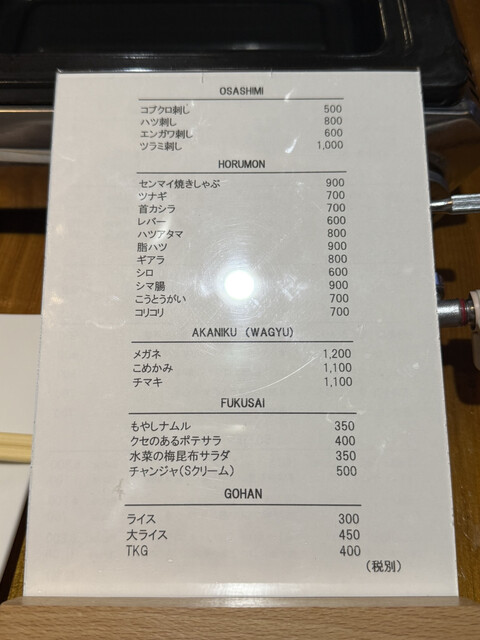 OSASHIMI
コブクロ刺し 500
ハツ刺し 800
エンガワ刺し 600
ツラミ刺し 1,000
HORUMON
センマイ焼きしゃぶ 900
ツナギ 700
首カシラ 700
レバー 600
ハツアタマ 800
脂ハツ 900
ギアラ 800
シロ 600
シマ腸 900
こうとうがい 700
コリコリ 700
AKANIKU (WAGYU)
メガネ 1,200
こめかみ 1,100
チマキ 1,100
FUKUSAI
もやしナムル 350
クセのあるポテサラ 400
水菜の梅昆布サラダ 350
チャンジャ(Sクリーム) 500
GOHAN
ライス 300
大ライス 450
TKG 400
(税別)